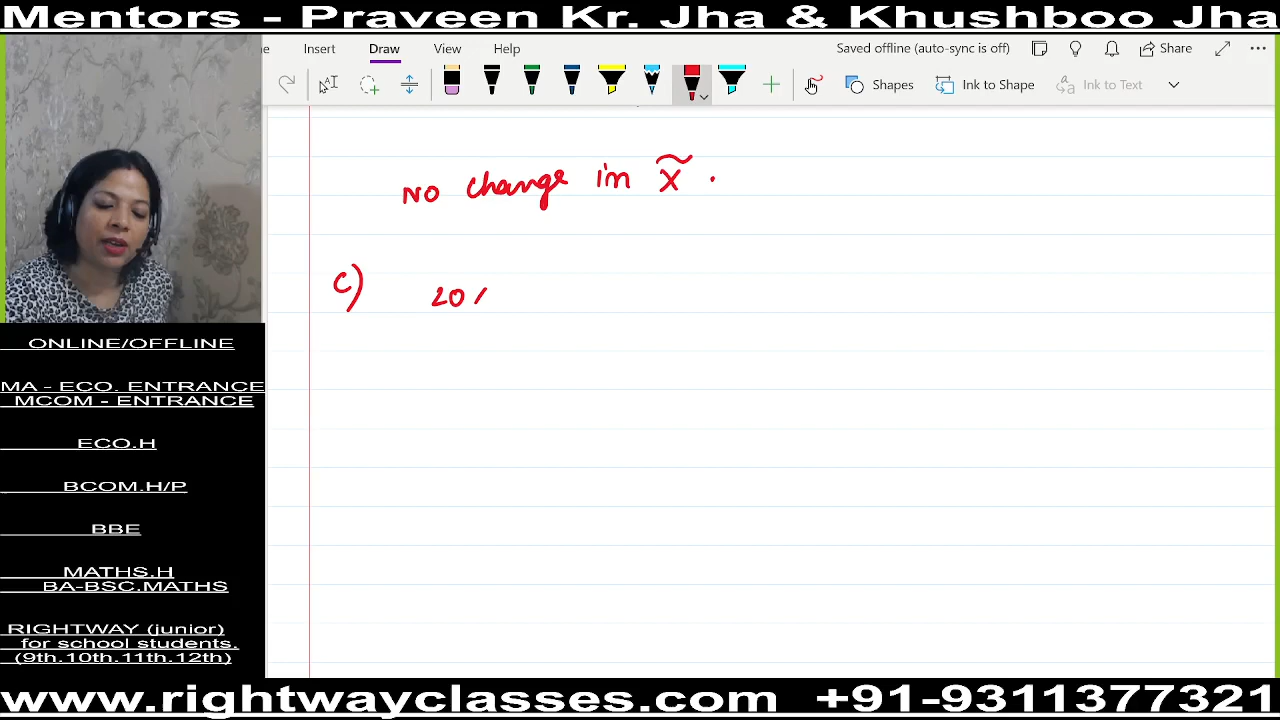 Mentors - Praveen Kr. Jha & Khushboo Jha
Insert Draw View Help Saved offline (auto-sync is off) Share
Shapes Ink to Shape Ink to Text
No change in x̃ .
c) 20 /
ONLINE/OFFLINE
MA - ECO. ENTRANCE
MCOM - ENTRANCE
ECO.H
BCOM.H/P
BBE
MATHS.H
BA-BSC.MATHS
RIGHTWAY (junior)
for school students.
(9th.10th.11th.12th)
www.rightwayclasses.com +91-9311377321